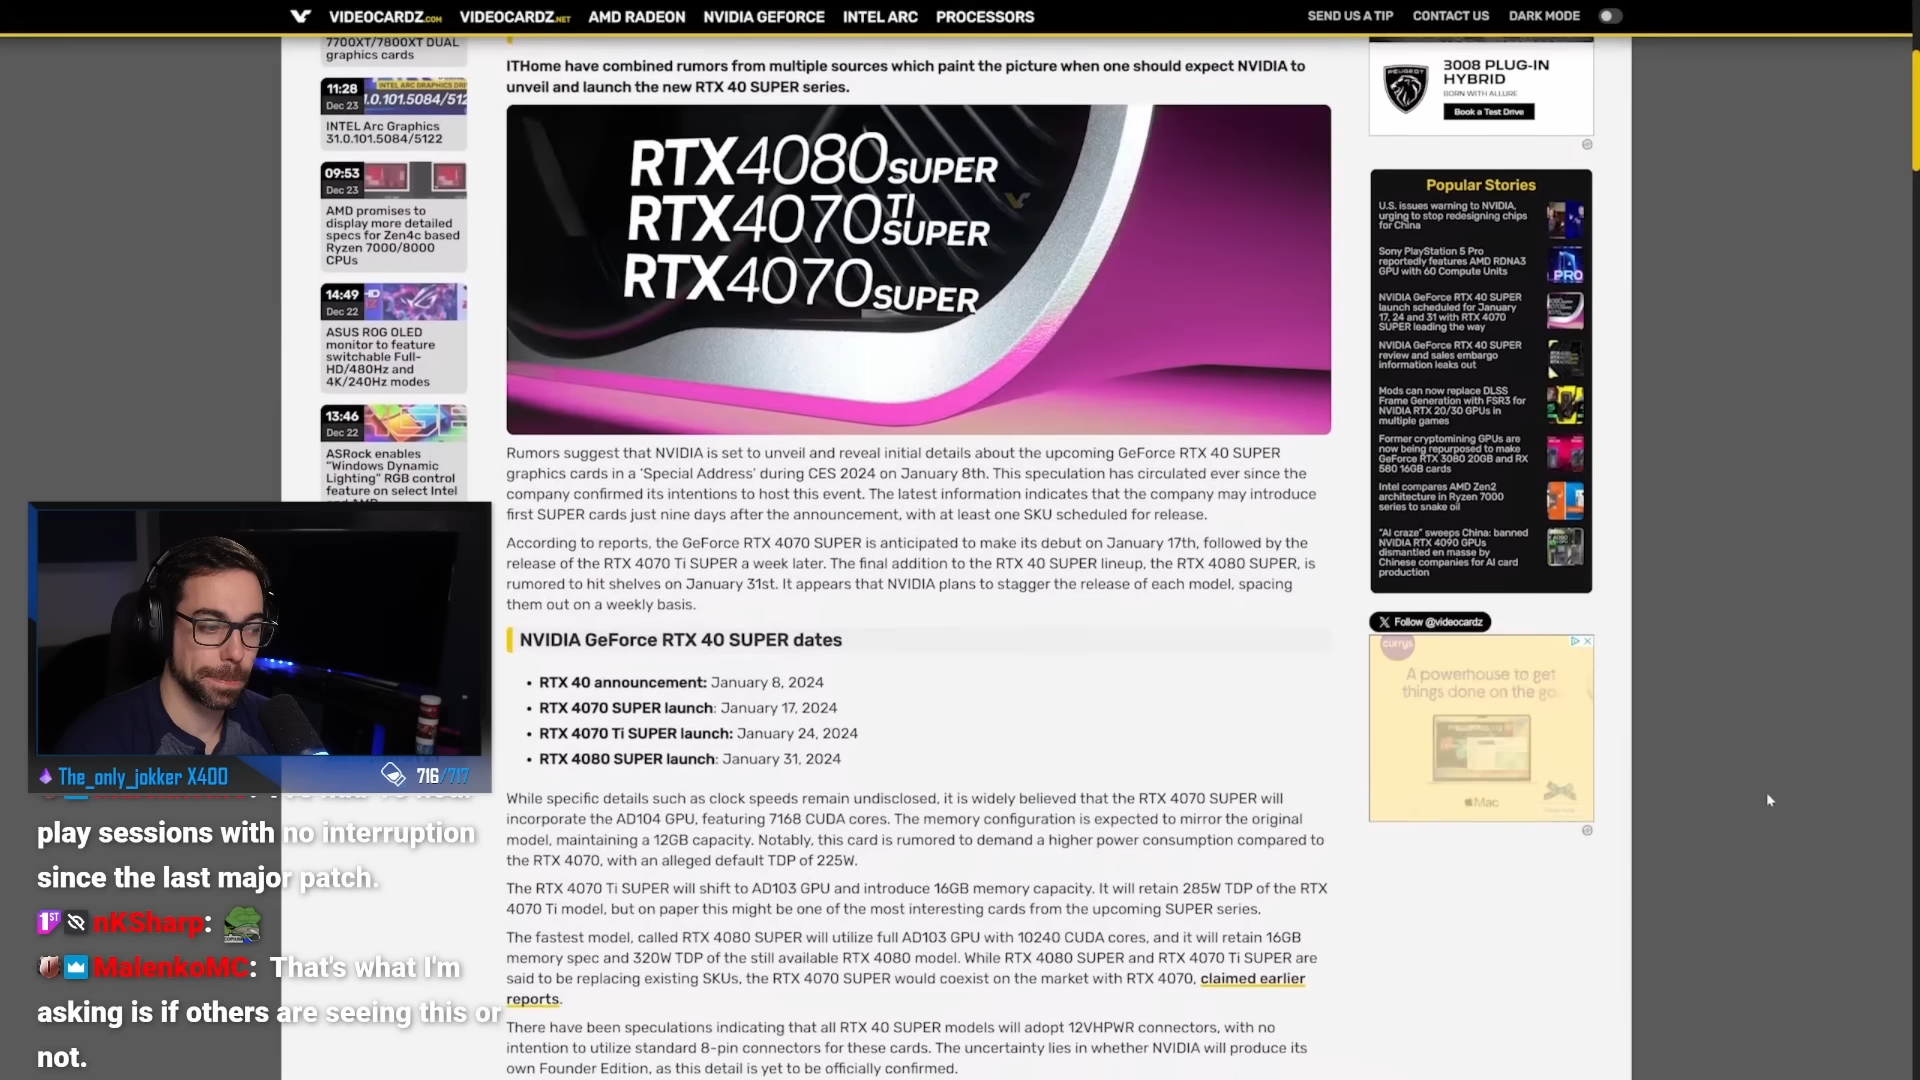 VIDEOCARDZ.COM VIDEOCARDZ.NET AMD RADEON NVIDIA GEFORCE INTEL ARC PROCESSORS SEND US A TIP CONTACT US DARK MODE
7700XT/7800XT DUAL
graphics cards
11:28
Dec 23
INTEL ARC GRAPHICS
1.0.101.5084/512
INTEL Arc Graphics
31.0.101.5084/5122
09:53
Dec 23
AMD promises to
display more detailed
specs for Zen4c based
Ryzen 7000/8000
CPUs
14:49
Dec 22
ASUS ROG OLED
monitor to feature
switchable Full-
HD/480Hz and
4K/240Hz modes
13:46
Dec 22
ASRock enables
"Windows Dynamic
Lighting" RGB control
feature on select Intel
and AMD
ITHome have combined rumors from multiple sources which paint the picture when one should expect NVIDIA to
unveil and launch the new RTX 40 SUPER series.
RTX4080SUPER
RTX4070TI SUPER
RTX4070SUPER
Rumors suggest that NVIDIA is set to unveil and reveal initial details about the upcoming GeForce RTX 40 SUPER
graphics cards in a ‘Special Address’ during CES 2024 on January 8th. This speculation has circulated ever since the
company confirmed its intentions to host this event. The latest information indicates that the company may introduce
first SUPER cards just nine days after the announcement, with at least one SKU scheduled for release.
According to reports, the GeForce RTX 4070 SUPER is anticipated to make its debut on January 17th, followed by the
release of the RTX 4070 Ti SUPER a week later. The final addition to the RTX 40 SUPER lineup, the RTX 4080 SUPER, is
rumored to hit shelves on January 31st. It appears that NVIDIA plans to stagger the release of each model, spacing
them out on a weekly basis.
NVIDIA GeForce RTX 40 SUPER dates
• RTX 40 announcement: January 8, 2024
• RTX 4070 SUPER launch: January 17, 2024
• RTX 4070 Ti SUPER launch: January 24, 2024
• RTX 4080 SUPER launch: January 31, 2024
While specific details such as clock speeds remain undisclosed, it is widely believed that the RTX 4070 SUPER will
incorporate the AD104 GPU, featuring 7168 CUDA cores. The memory configuration is expected to mirror the original
model, maintaining a 12GB capacity. Notably, this card is rumored to demand a higher power consumption compared to
the RTX 4070, with an alleged default TDP of 225W.
The RTX 4070 Ti SUPER will shift to AD103 GPU and introduce 16GB memory capacity. It will retain 285W TDP of the RTX
4070 Ti model, but on paper this might be one of the most interesting cards from the upcoming SUPER series.
The fastest model, called RTX 4080 SUPER will utilize full AD103 GPU with 10240 CUDA cores, and it will retain 16GB
memory spec and 320W TDP of the still available RTX 4080 model. While RTX 4080 SUPER and RTX 4070 Ti SUPER are
said to be replacing existing SKUs, the RTX 4070 SUPER would coexist on the market with RTX 4070, claimed earlier
reports.
There have been speculations indicating that all RTX 40 SUPER models will adopt 12VHPWR connectors, with no
intention to utilize standard 8-pin connectors for these cards. The uncertainty lies in whether NVIDIA will produce its
own Founder Edition, as this detail is yet to be officially confirmed.
PEUGEOT
3008 PLUG-IN
HYBRID
BORN WITH ALLURE
Book a Test Drive
Popular Stories
U.S. issues warning to NVIDIA,
urging to stop redesigning chips
for China
Sony PlayStation 5 Pro
reportedly features AMD RDNA3
GPU with 60 Compute Units
PRO
NVIDIA GeForce RTX 40 SUPER
launch scheduled for January
17, 24 and 31 with RTX 4070
SUPER leading the way
NVIDIA GeForce RTX 40 SUPER
review and sales embargo
information leaks out
Mods can now replace DLSS
Frame Generation with FSR3 for
NVIDIA RTX 20/30 GPUs in
multiple games
Former cryptomining GPUs are
now being repurposed to make
GeForce RTX 3080 20GB and RX
580 16GB cards
Intel compares AMD Zen2
architecture in Ryzen 7000
series to snake oil
"AI craze" sweeps China: banned
NVIDIA RTX 4090 GPUs
dismantled en masse by
Chinese companies for AI card
production
X Follow @videocardz
currys
A powerhouse to get
things done on the go.
Mac
The_only_jokker X400 716/717
play sessions with no interruption
since the last major patch.
1ST nKSharp:
MalenkoMC: That's what I'm
asking is if others are seeing this or
not.